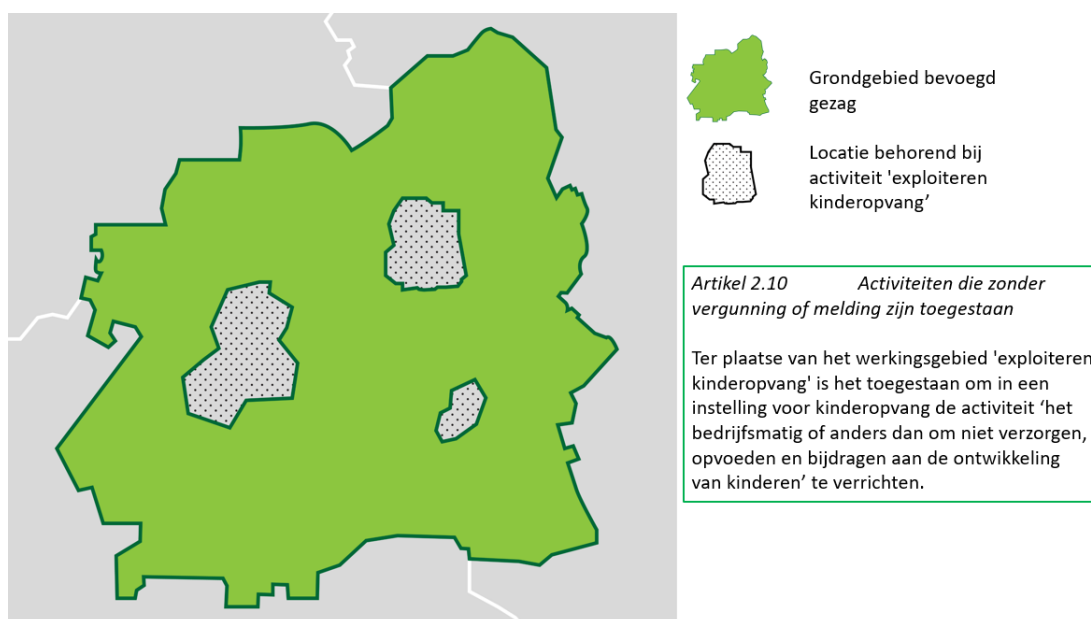 Grondgebied bevoegd
gezag
Locatie behorend bij
activiteit 'exploiteren
kinderopvang’
Artikel 2.10 Activiteiten die zonder
vergunning of melding zijn toegestaan
Ter plaatse van het werkingsgebied 'exploiteren
kinderopvang' is het toegestaan om in een
instelling voor kinderopvang de activiteit ‘het
bedrijfsmatig of anders dan om niet verzorgen,
opvoeden en bijdragen aan de ontwikkeling
van kinderen’ te verrichten.